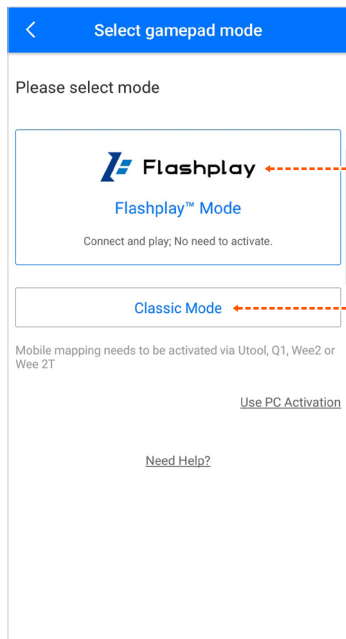 Select gamepad mode
Please select mode
Flashplay
Flashplay™ Mode
Connect and play; No need to activate.
Classic Mode
Mobile mapping needs to be activated via Utool, Q1, Wee2 or
Wee 2T
Use PC Activation
Need Help?